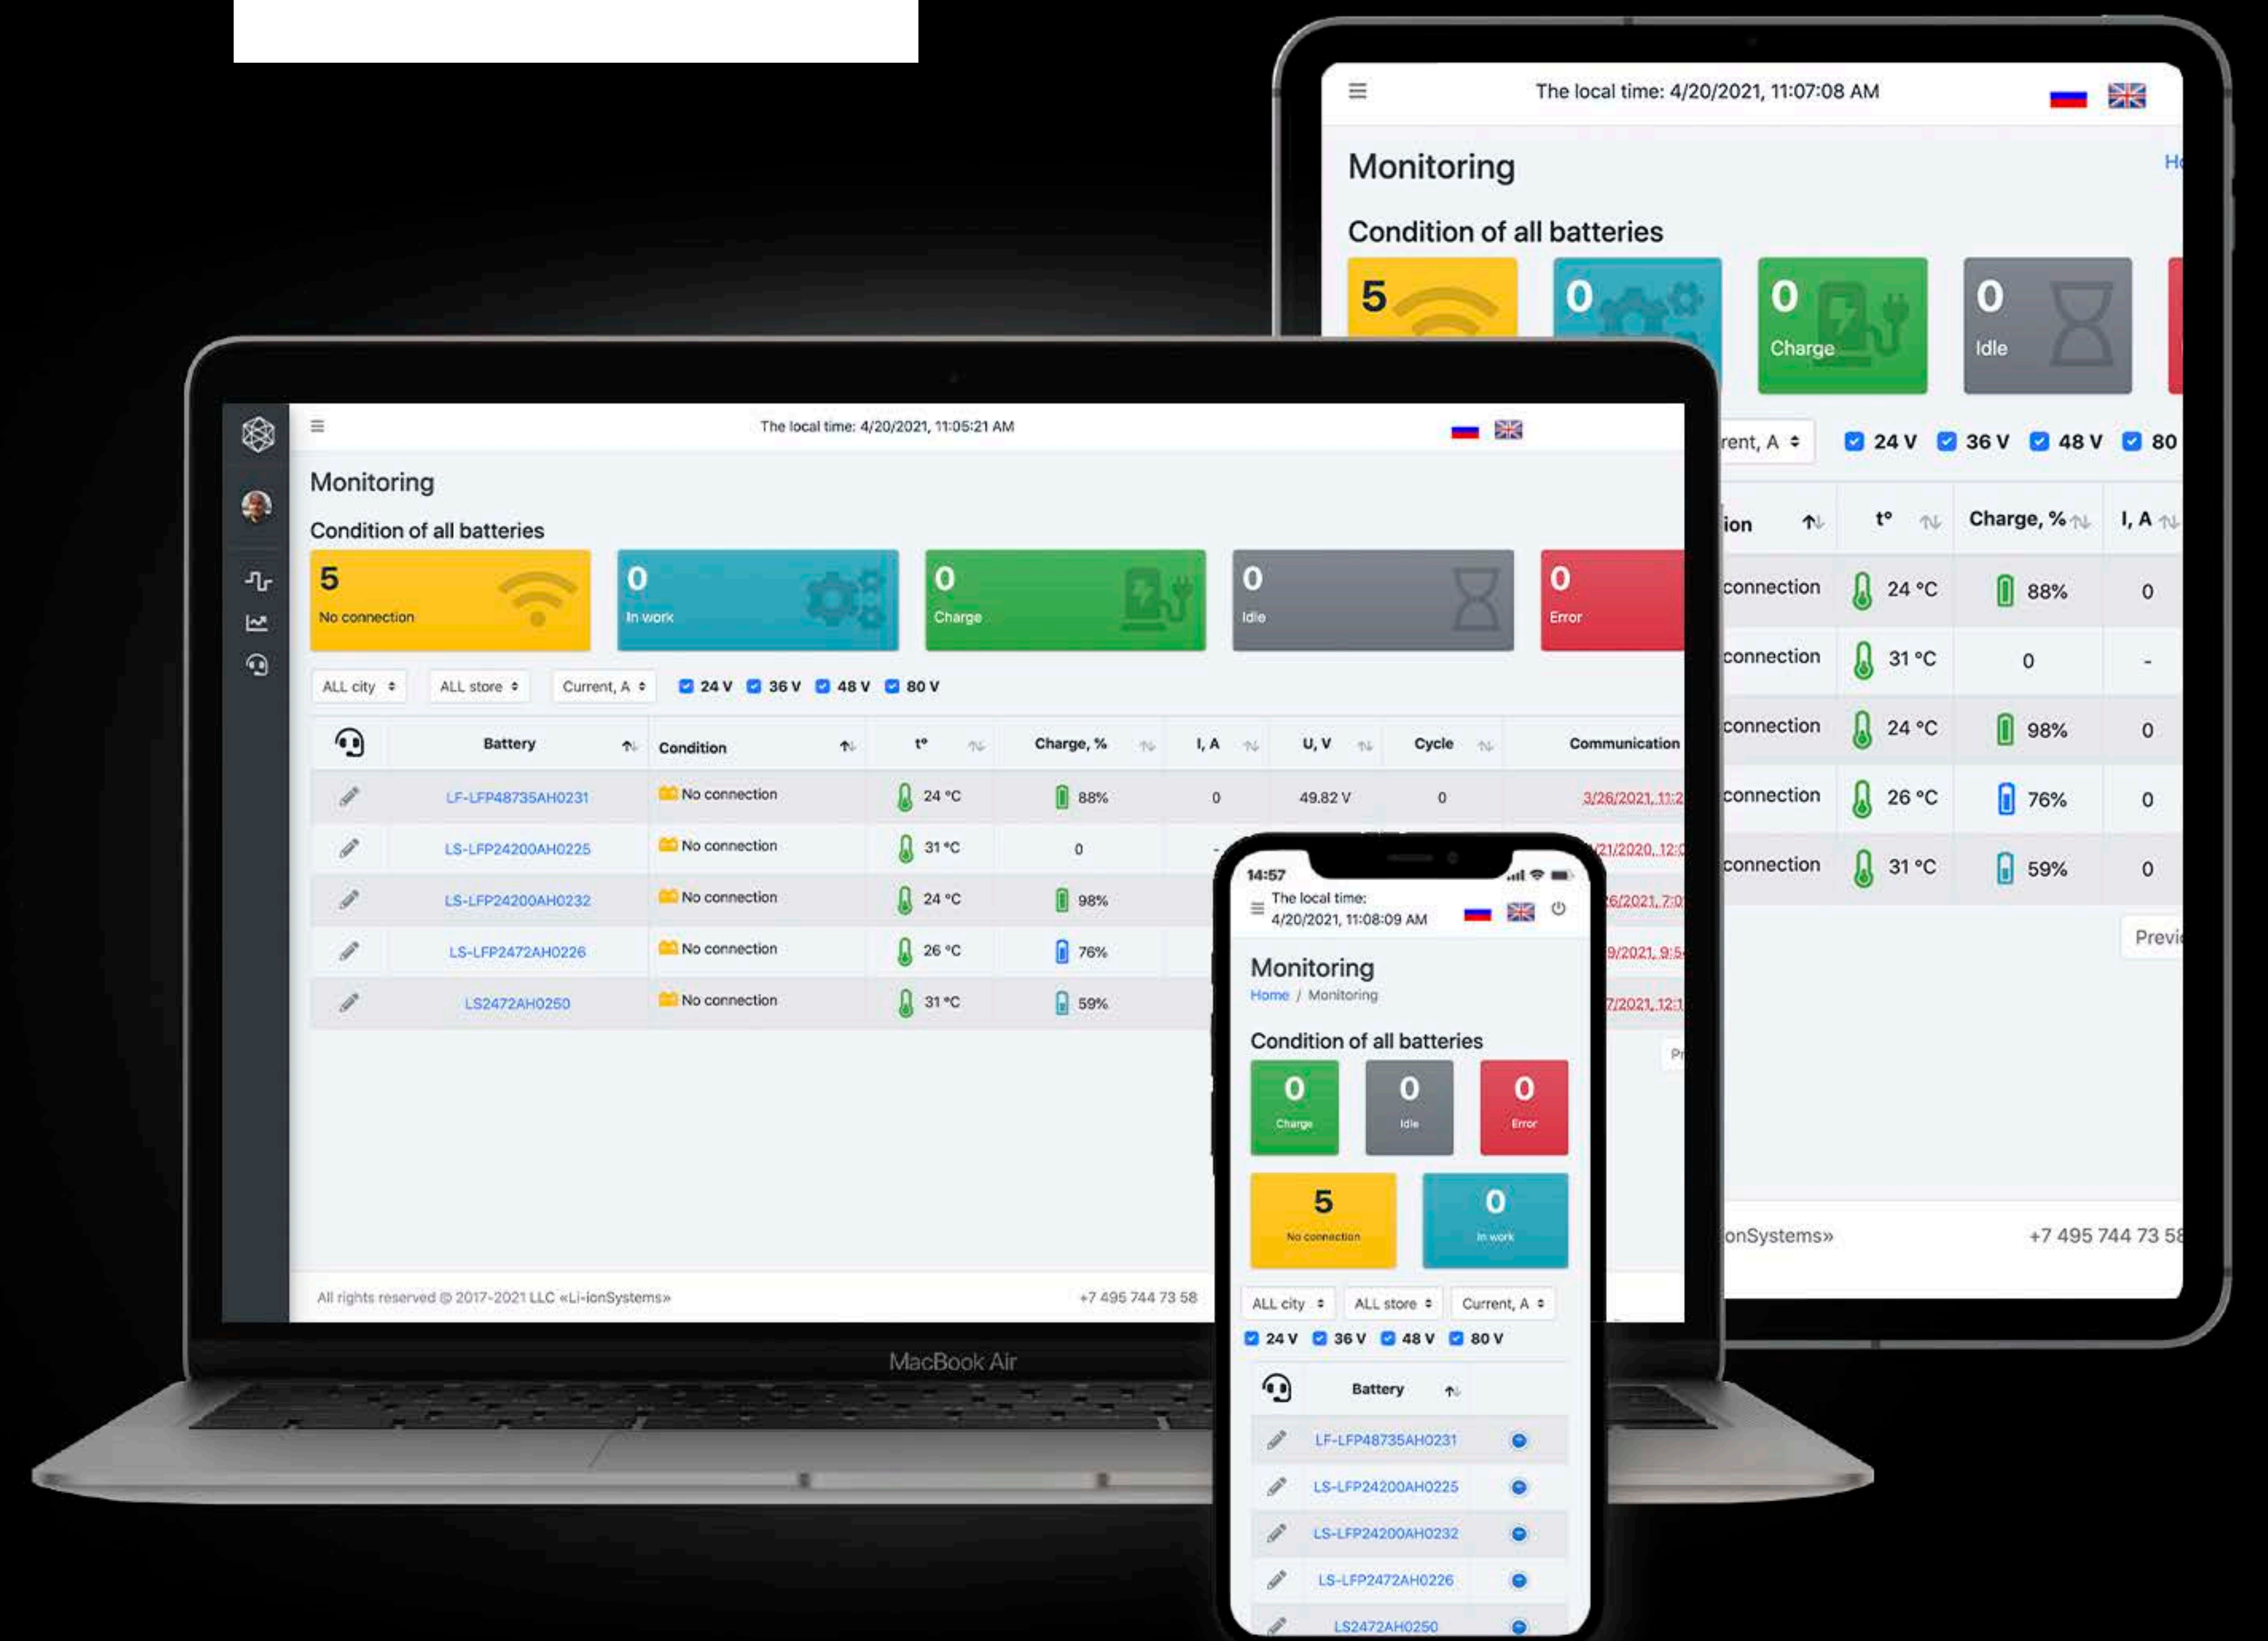 The local time: 4/20/2021, 11:07:08 AM
Monitoring
Condition of all batteries
5 0 0 0
Charge Idle
24 V 36 V 48 V 80
t° Charge, % I, A
connection 24 °C 88% 0
connection 31 °C 0 -
connection 24 °C 98% 0
connection 26 °C 76% 0
connection 31 °C 59% 0
+7 495 744 73 58
The local time: 4/20/2021, 11:05:21 AM
Monitoring
Condition of all batteries
5 0 0 0 0
No connection In work Charge Idle Error
ALL city ALL store Current, A 24 V 36 V 48 V 80 V
Battery Condition t° Charge, % I, A U, V Cycle Communication
LF-LFP48735AH0231 No connection 24 °C 88% 0 49.82 V 0 3/26/2021, 11:2
LS-LFP24200AH0225 No connection 31 °C 0 -
LS-LFP24200AH0232 No connection 24 °C 98%
LS-LFP2472AH0226 No connection 26 °C 76%
LS2472AH0250 No connection 31 °C 59%
All rights reserved © 2017-2021 LLC «Li-ionSystems» +7 495 744 73 58
MacBook Air
14:57
The local time:
4/20/2021, 11:08:09 AM
Monitoring
Home / Monitoring
Condition of all batteries
0 0 0
Charge Idle Error
5 0
No connection In work
ALL city ALL store Current, A
24 V 36 V 48 V 80 V
Battery
LF-LFP48735AH0231
LS-LFP24200AH0225
LS-LFP24200AH0232
LS-LFP2472AH0226
LS2472AH0250